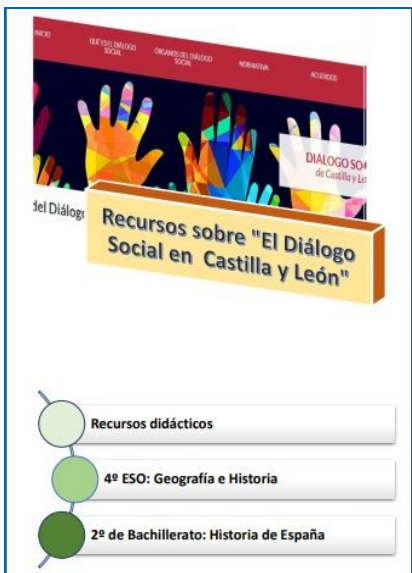 INICIO
QUÉ ES EL DIÁLOGO
SOCIAL
ÓRGANOS DEL DIÁLOGO
SOCIAL
NORMATIVA
ACUERDOS
DIALOGO SO
de Castilla y Le
del Diálogo
Recursos sobre "El Diálogo
Social en Castilla y León"
Recursos didácticos
4º ESO: Geografía e Historia
2º de Bachillerato: Historia de España